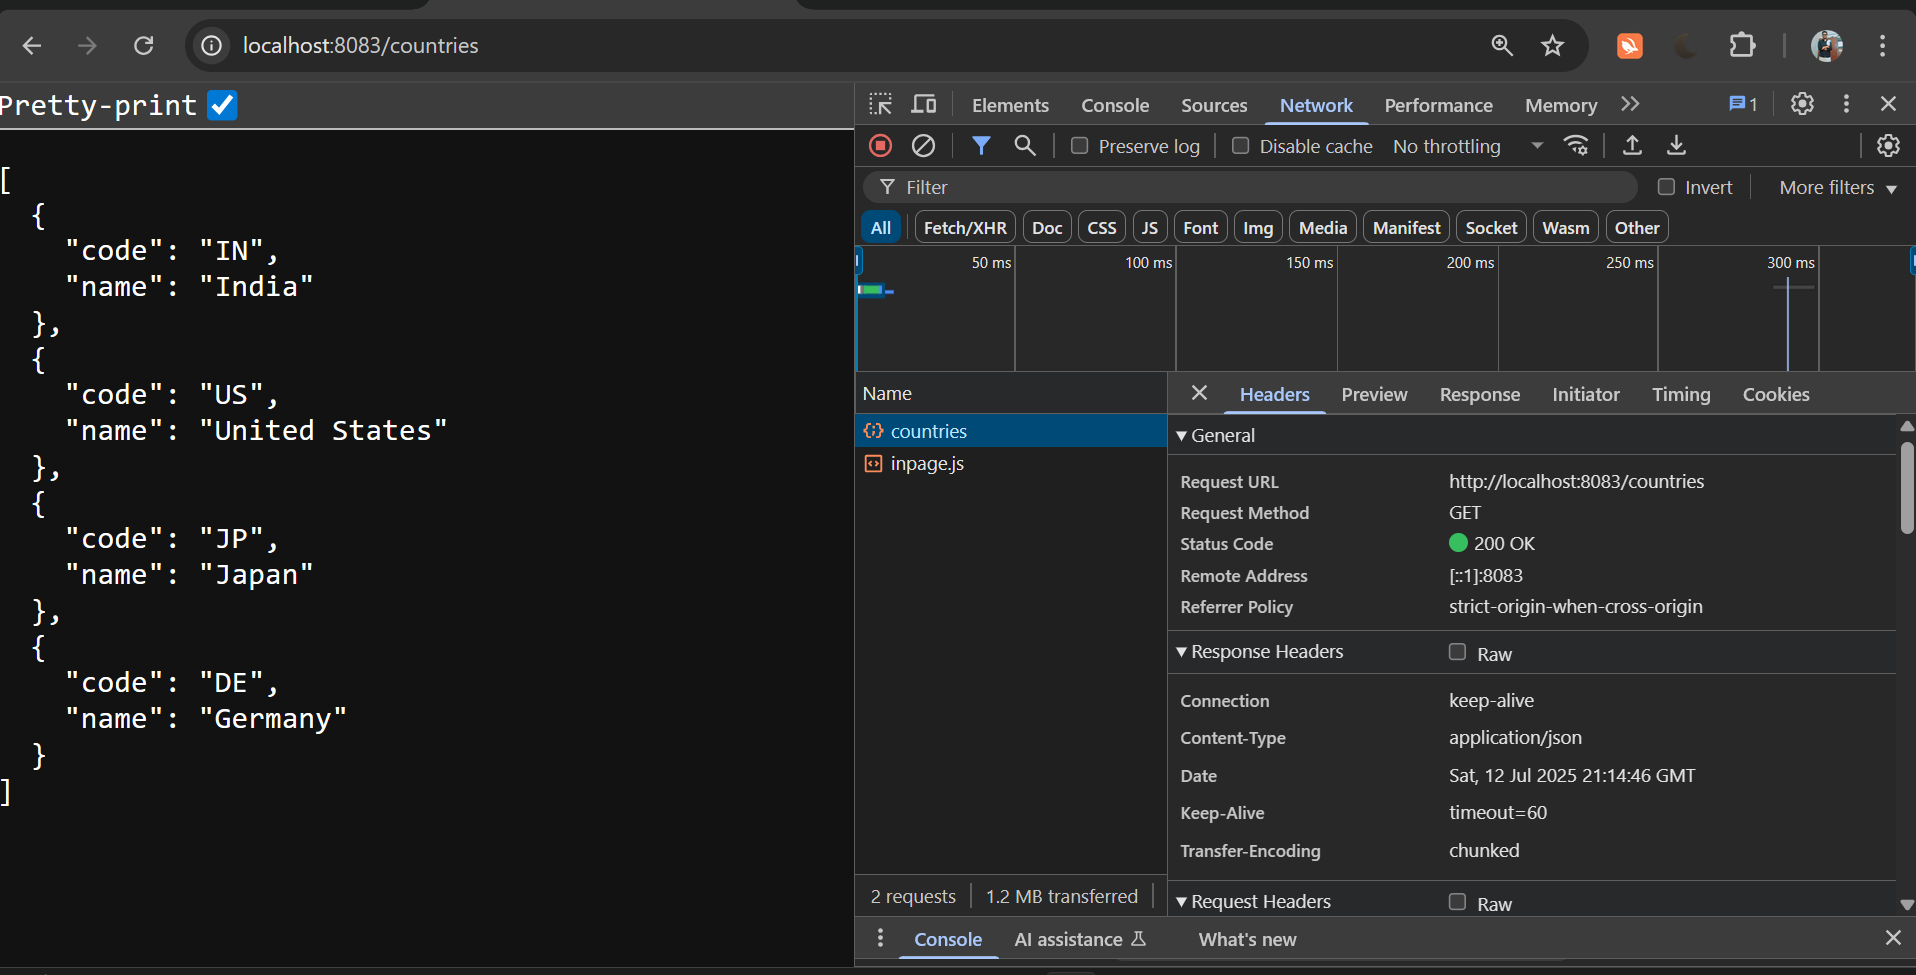 localhost:8083/countries
Pretty-print
[
  {
    "code": "IN",
    "name": "India"
  },
  {
    "code": "US",
    "name": "United States"
  },
  {
    "code": "JP",
    "name": "Japan"
  },
  {
    "code": "DE",
    "name": "Germany"
  }
]
Elements Console Sources Network Performance Memory 1
Preserve log Disable cache No throttling
Filter Invert More filters
All Fetch/XHR Doc CSS JS Font Img Media Manifest Socket Wasm Other
50 ms 100 ms 150 ms 200 ms 250 ms 300 ms
Name
countries
inpage.js
2 requests 1.2 MB transferred
Headers Preview Response Initiator Timing Cookies
General
Request URL http://localhost:8083/countries
Request Method GET
Status Code 200 OK
Remote Address [::1]:8083
Referrer Policy strict-origin-when-cross-origin
Response Headers Raw
Connection keep-alive
Content-Type application/json
Date Sat, 12 Jul 2025 21:14:46 GMT
Keep-Alive timeout=60
Transfer-Encoding chunked
Request Headers Raw
Console AI assistance What's new